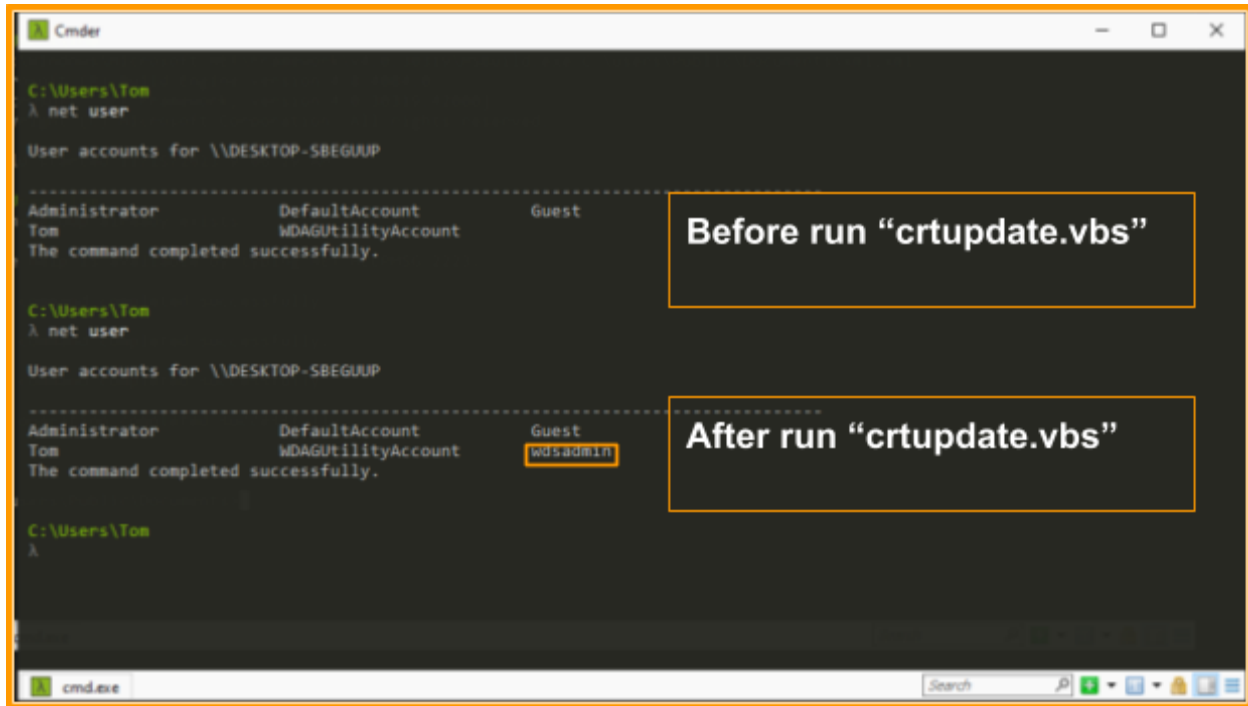 Cmder
C:\Users\Tom
λ net user
User accounts for \\DESKTOP-SBEGUUP
-------------------------------------------------------------------------------
Administrator DefaultAccount Guest
Tom WDAGUtilityAccount
The command completed successfully.
Before run “crtupdate.vbs”
C:\Users\Tom
λ net user
User accounts for \\DESKTOP-SBEGUUP
-------------------------------------------------------------------------------
Administrator DefaultAccount Guest
Tom WDAGUtilityAccount wdsadmin
The command completed successfully.
After run “crtupdate.vbs”
C:\Users\Tom
λ
cmd.exe
Search